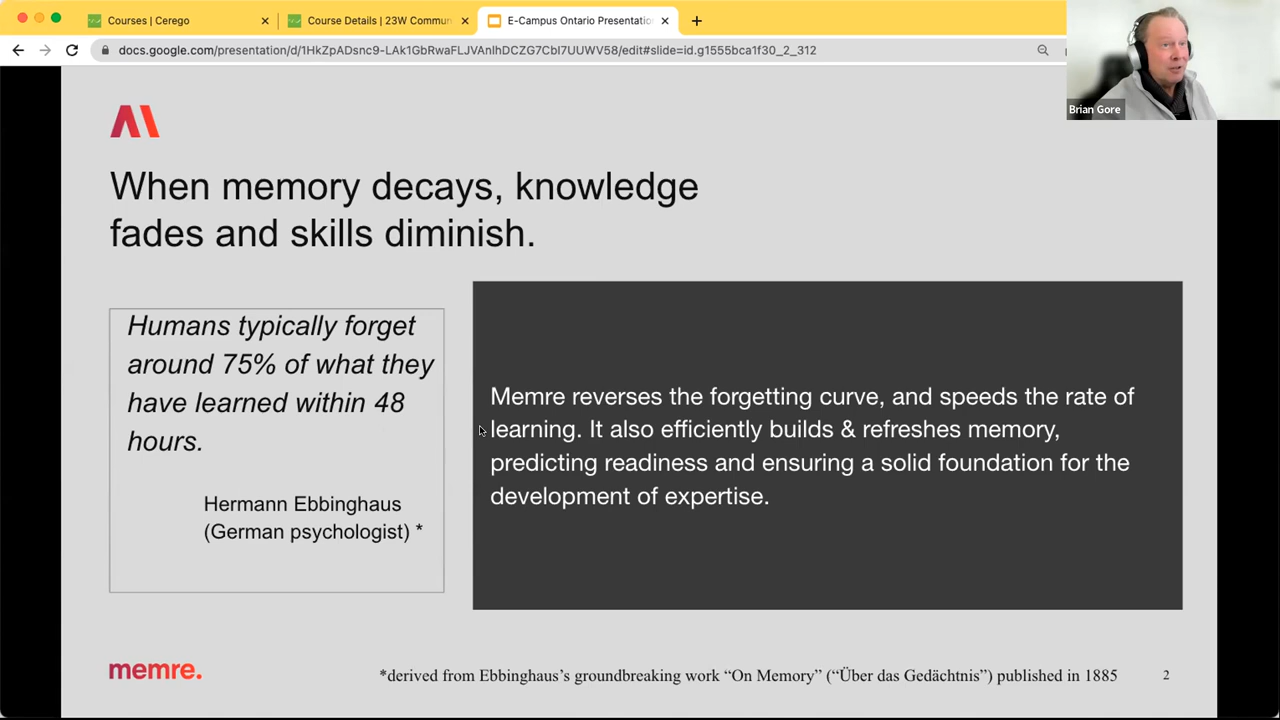 Courses | Cerego
Course Details | 23W Commun
E-Campus Ontario Presentatio
docs.google.com/presentation/d/1HkZpADsnc9-LAk1GbRwaFLJVAnIhDCZG7CbI7UUWV58/edit#slide=id.g1555bca1f30_2_312
Brian Gore
When memory decays, knowledge
fades and skills diminish.
Humans typically forget
around 75% of what they
have learned within 48
hours.
Hermann Ebbinghaus
(German psychologist) *
Memre reverses the forgetting curve, and speeds the rate of
learning. It also efficiently builds & refreshes memory,
predicting readiness and ensuring a solid foundation for the
development of expertise.
memre.
*derived from Ebbinghaus’s groundbreaking work “On Memory” (“Über das Gedächtnis”) published in 1885
2